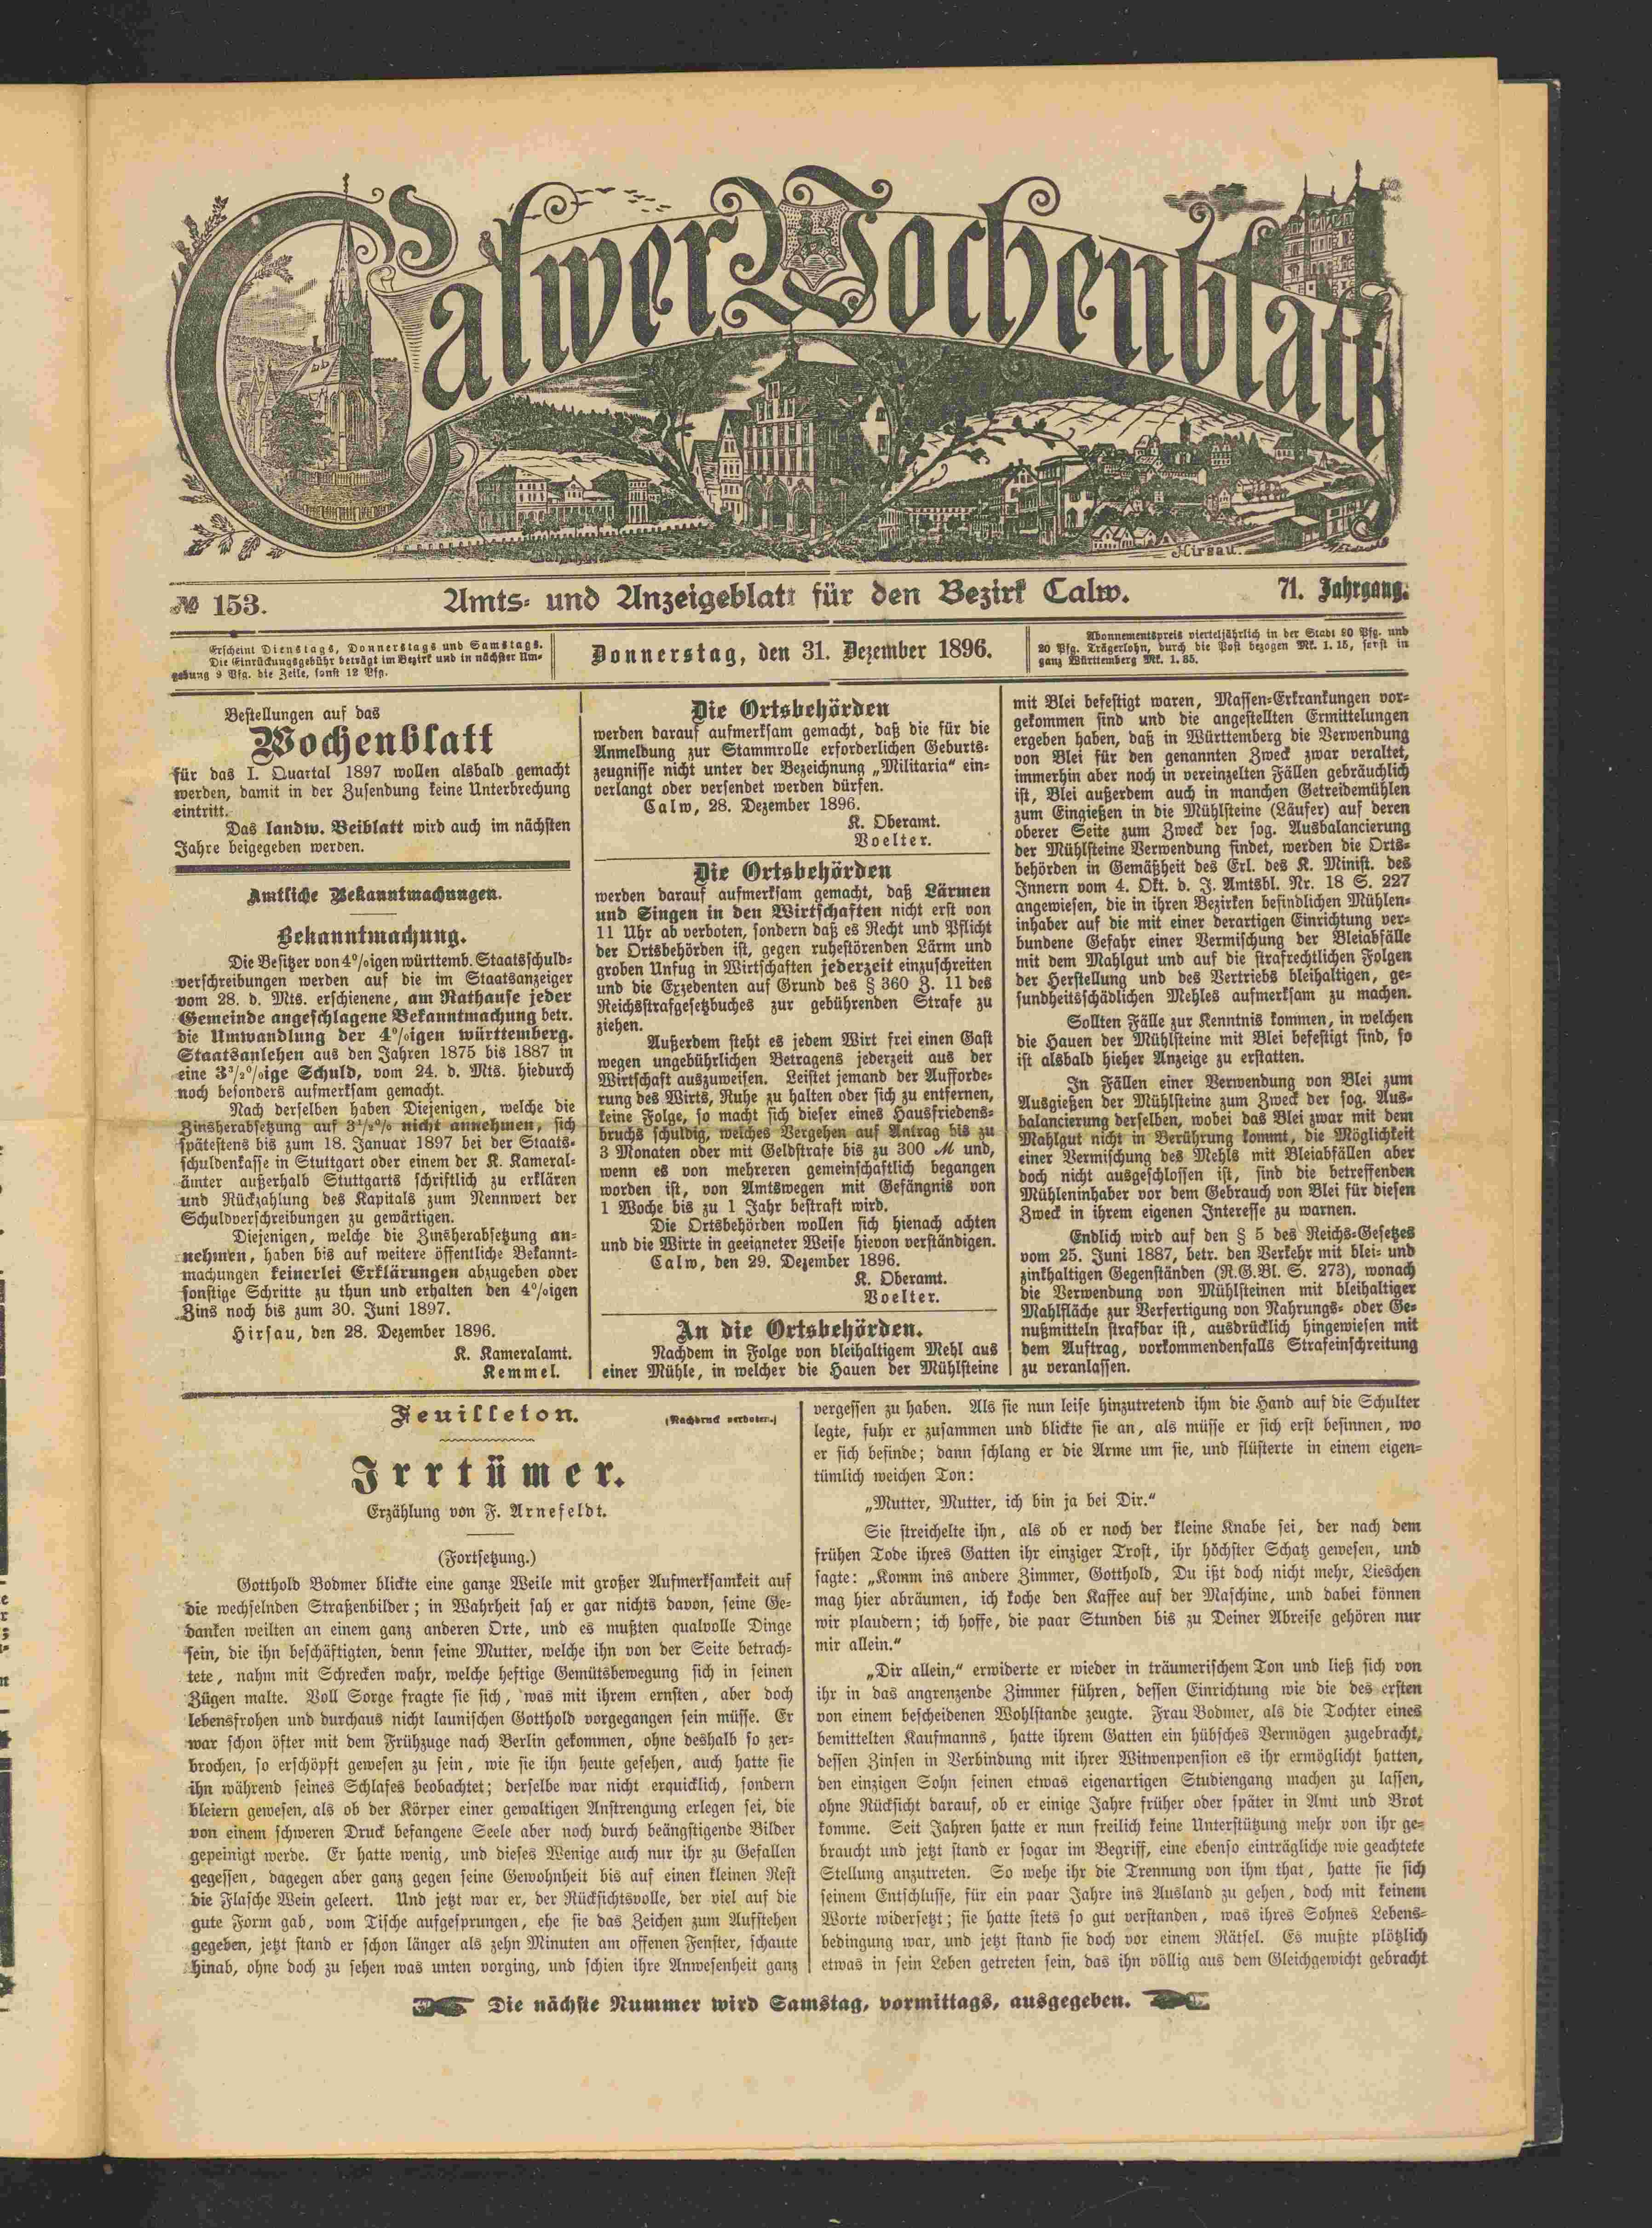 Calwer Wochenblatt
Hirsau.
№ 153.
Amts- und Anzeigeblatt für den Bezirk Calw.
71. Jahrgang.
Erscheint Dienstags, Donnerstags und Samstags.
Die Einrückungsgebühr beträgt im Bezirk und in nächster Um-
gebung 9 Pfg. die Zeile, sonst 12 Pfg.
Donnerstag, den 31. Dezember 1896.
Abonnementspreis vierteljährlich in der Stadt 90 Pfg. und
20 Pfg. Trägerlohn, durch die Post bezogen Mk. 1. 15, sonst in
ganz Württemberg Mk. 1. 35.
Bestellungen auf das
Wochenblatt
für das I. Quartal 1897 wollen alsbald gemacht
werden, damit in der Zusendung keine Unterbrechung
eintritt.
Das landw. Beiblatt wird auch im nächsten
Jahre beigegeben werden.
Amtliche Bekanntmachungen.
Bekanntmachung.
Die Besitzer von 4%igen württemb. Staatsschuld-
verschreibungen werden auf die im Staatsanzeiger
vom 28. d. Mts. erschienene, am Rathause jeder
Gemeinde angeschlagene Bekanntmachung betr.
die Umwandlung der 4%igen württemberg.
Staatsanlehen aus den Jahren 1875 bis 1887 in
eine 3½%ige Schuld, vom 24. d. Mts. hiedurch
noch besonders aufmerksam gemacht.
Nach derselben haben Diejenigen, welche die
Zinsherabsetzung auf 3½% nicht annehmen, sich
spätestens bis zum 18. Januar 1897 bei der Staats-
schuldenkasse in Stuttgart oder einem der K. Kameral-
ämter außerhalb Stuttgarts schriftlich zu erklären
und Rückzahlung des Kapitals zum Nennwert der
Schuldverschreibungen zu gewärtigen.
Diejenigen, welche die Zinsherabsetzung an-
nehmen, haben bis auf weitere öffentliche Bekannt-
machungen keinerlei Erklärungen abzugeben oder
sonstige Schritte zu thun und erhalten den 4%igen
Zins noch bis zum 30. Juni 1897.
Hirsau, den 28. Dezember 1896.
K. Kameralamt.
Kemmel.
Die Ortsbehörden
werden darauf aufmerksam gemacht, daß die für die
Anmeldung zur Stammrolle erforderlichen Geburts-
zeugnisse nicht unter der Bezeichnung „Militaria“ ein-
verlangt oder versendet werden dürfen.
Calw, 28. Dezember 1896.
K. Oberamt.
Voelter.
Die Ortsbehörden
werden darauf aufmerksam gemacht, daß Lärmen
und Singen in den Wirtschaften nicht erst von
11 Uhr ab verboten, sondern daß es Recht und Pflicht
der Ortsbehörden ist, gegen ruhestörenden Lärm und
groben Unfug in Wirtschaften jederzeit einzuschreiten
und die Exzedenten auf Grund des § 360 Z. 11 des
Reichsstrafgesetzbuches zur gebührenden Strafe zu
ziehen.
Außerdem steht es jedem Wirt frei einen Gast
wegen ungebührlichen Betragens jederzeit aus der
Wirtschaft auszuweisen. Leistet jemand der Aufforde-
rung des Wirts, Ruhe zu halten oder sich zu entfernen,
keine Folge, so macht sich dieser eines Hausfriedens-
bruchs schuldig, welches Vergehen auf Antrag bis zu
3 Monaten oder mit Geldstrafe bis zu 300 M und,
wenn es von mehreren gemeinschaftlich begangen
worden ist, von Amtswegen mit Gefängnis von
1 Woche bis zu 1 Jahr bestraft wird.
Die Ortsbehörden wollen sich hienach achten
und die Wirte in geeigneter Weise hievon verständigen.
Calw, den 29. Dezember 1896.
K. Oberamt.
Voelter.
An die Ortsbehörden.
Nachdem in Folge von bleihaltigem Mehl aus
einer Mühle, in welcher die Hauen der Mühlsteine
mit Blei befestigt waren, Massen-Erkrankungen vor-
gekommen sind und die angestellten Ermittelungen
ergeben haben, daß in Württemberg die Verwendung
von Blei für den genannten Zweck zwar veraltet,
immerhin aber noch in vereinzelten Fällen gebräuchlich
ist, Blei außerdem auch in manchen Getreidemühlen
zum Eingießen in die Mühlsteine (Läufer) auf deren
oberer Seite zum Zweck der sog. Ausbalancierung
der Mühlsteine Verwendung findet, werden die Orts-
behörden in Gemäßheit des Erl. des K. Minist. des
Innern vom 4. Okt. d. J. Amtsbl. Nr. 18 S. 227
angewiesen, die in ihren Bezirken befindlichen Mühlen-
inhaber auf die mit einer derartigen Einrichtung ver-
bundene Gefahr einer Vermischung der Bleiabfälle
mit dem Mahlgut und auf die strafrechtlichen Folgen
der Herstellung und des Vertriebs bleihaltigen, ge-
sundheitsschädlichen Mehles aufmerksam zu machen.
Sollten Fälle zur Kenntnis kommen, in welchen
die Hauen der Mühlsteine mit Blei befestigt sind, so
ist alsbald hieher Anzeige zu erstatten.
In Fällen einer Verwendung von Blei zum
Ausgießen der Mühlsteine zum Zweck der sog. Aus-
balancierung derselben, wobei das Blei zwar mit dem
Mahlgut nicht in Berührung kommt, die Möglichkeit
einer Vermischung des Mehls mit Bleiabfällen aber
doch nicht ausgeschlossen ist, sind die betreffenden
Mühleninhaber vor dem Gebrauch von Blei für diesen
Zweck in ihrem eigenen Interesse zu warnen.
Endlich wird auf den § 5 des Reichs-Gesetzes
vom 25. Juni 1887, betr. den Verkehr mit blei- und
zinkhaltigen Gegenständen (R.G.Bl. S. 273), wonach
die Verwendung von Mühlsteinen mit bleihaltiger
Mahlfläche zur Verfertigung von Nahrungs- oder Ge-
nußmitteln strafbar ist, ausdrücklich hingewiesen mit
dem Auftrag, vorkommendenfalls Strafeinschreitung
zu veranlassen.
Feuilleton.
(Nachdruck verboten.)
Irrtümer.
Erzählung von F. Arnefeldt.
(Fortsetzung.)
Gotthold Bodmer blickte eine ganze Weile mit großer Aufmerksamkeit auf
die wechselnden Straßenbilder; in Wahrheit sah er gar nichts davon, seine Ge-
danken weilten an einem ganz anderen Orte, und es mußten qualvolle Dinge
sein, die ihn beschäftigten, denn seine Mutter, welche ihn von der Seite betrach-
tete, nahm mit Schrecken wahr, welche heftige Gemütsbewegung sich in seinen
Zügen malte. Voll Sorge fragte sie sich, was mit ihrem ernsten, aber doch
lebensfrohen und durchaus nicht launischen Gotthold vorgegangen sein müsse. Er
war schon öfter mit dem Frühzuge nach Berlin gekommen, ohne deshalb so zer-
brochen, so erschöpft gewesen zu sein, wie sie ihn heute gesehen, auch hatte sie
ihn während seines Schlafes beobachtet; derselbe war nicht erquicklich, sondern
bleiern gewesen, als ob der Körper einer gewaltigen Anstrengung erlegen sei, die
von einem schweren Druck befangene Seele aber noch durch beängstigende Bilder
gepeinigt werde. Er hatte wenig, und dieses Wenige auch nur ihr zu Gefallen
gegessen, dagegen aber ganz gegen seine Gewohnheit bis auf einen kleinen Rest
die Flasche Wein geleert. Und jetzt war er, der Rücksichtsvolle, der viel auf die
gute Form gab, vom Tische aufgesprungen, ehe sie das Zeichen zum Aufstehen
gegeben, jetzt stand er schon länger als zehn Minuten am offenen Fenster, schaute
hinab, ohne doch zu sehen was unten vorging, und schien ihre Anwesenheit ganz
vergessen zu haben. Als sie nun leise hinzutretend ihm die Hand auf die Schulter
legte, fuhr er zusammen und blickte sie an, als müsse er sich erst besinnen, wo
er sich befinde; dann schlang er die Arme um sie, und flüsterte in einem eigen-
tümlich weichen Ton:
„Mutter, Mutter, ich bin ja bei Dir.“
Sie streichelte ihn, als ob er noch der kleine Knabe sei, der nach dem
frühen Tode ihres Gatten ihr einziger Trost, ihr höchster Schatz gewesen, und
sagte: „Komm ins andere Zimmer, Gotthold, Du ißt doch nicht mehr, Lieschen
mag hier abräumen, ich koche den Kaffee auf der Maschine, und dabei können
wir plaudern; ich hoffe, die paar Stunden bis zu Deiner Abreise gehören nur
mir allein.“
„Dir allein,“ erwiderte er wieder in träumerischem Ton und ließ sich von
ihr in das angrenzende Zimmer führen, dessen Einrichtung wie die des ersten
von einem bescheidenen Wohlstande zeugte. Frau Bodmer, als die Tochter eines
bemittelten Kaufmanns, hatte ihrem Gatten ein hübsches Vermögen zugebracht,
dessen Zinsen in Verbindung mit ihrer Witwenpension es ihr ermöglicht hatten,
den einzigen Sohn seinen etwas eigenartigen Studiengang machen zu lassen,
ohne Rücksicht darauf, ob er einige Jahre früher oder später in Amt und Brot
komme. Seit Jahren hatte er nun freilich keine Unterstützung mehr von ihr ge-
braucht und jetzt stand er sogar im Begriff, eine ebenso einträgliche wie geachtete
Stellung anzutreten. So wehe ihr die Trennung von ihm that, hatte sie sich
seinem Entschlusse, für ein paar Jahre ins Ausland zu gehen, doch mit keinem
Worte widersetzt; sie hatte stets so gut verstanden, was ihres Sohnes Lebens-
bedingung war, und jetzt stand sie doch vor einem Rätsel. Es mußte plötzlich
etwas in sein Leben getreten sein, das ihn völlig aus dem Gleichgewicht gebracht
Die nächste Nummer wird Samstag, vormittags, ausgegeben.